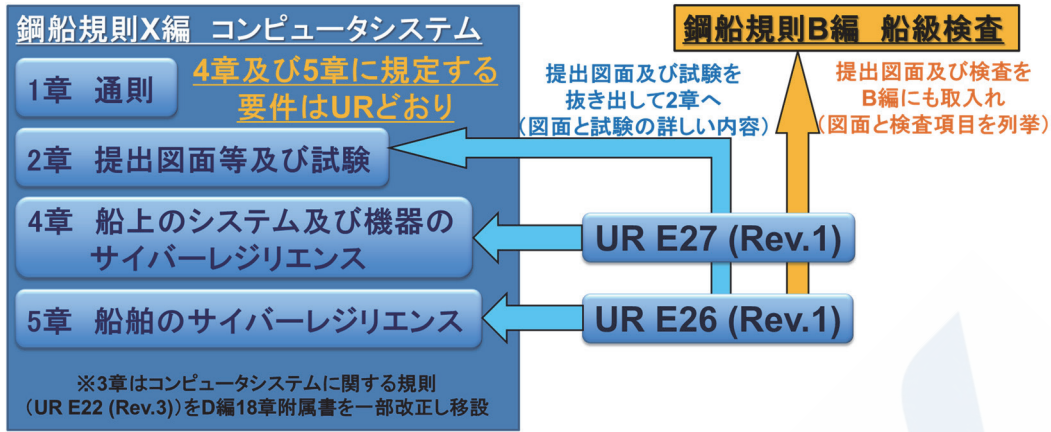 鋼船規則X編 コンピュータシステム
1章 通則
4章及び5章に規定する
要件はURどおり
2章 提出図面等及び試験
4章 船上のシステム及び機器の
サイバーレジリエンス
5章 船舶のサイバーレジリエンス
※3章はコンピュータシステムに関する規則
(UR E22 (Rev.3))をD編18章附属書を一部改正し移設
鋼船規則B編 船級検査
提出図面及び試験を
抜き出して2章へ
(図面と試験の詳しい内容)
提出図面及び検査を
B編にも取入れ
(図面と検査項目を列挙)
UR E27 (Rev.1)
UR E26 (Rev.1)